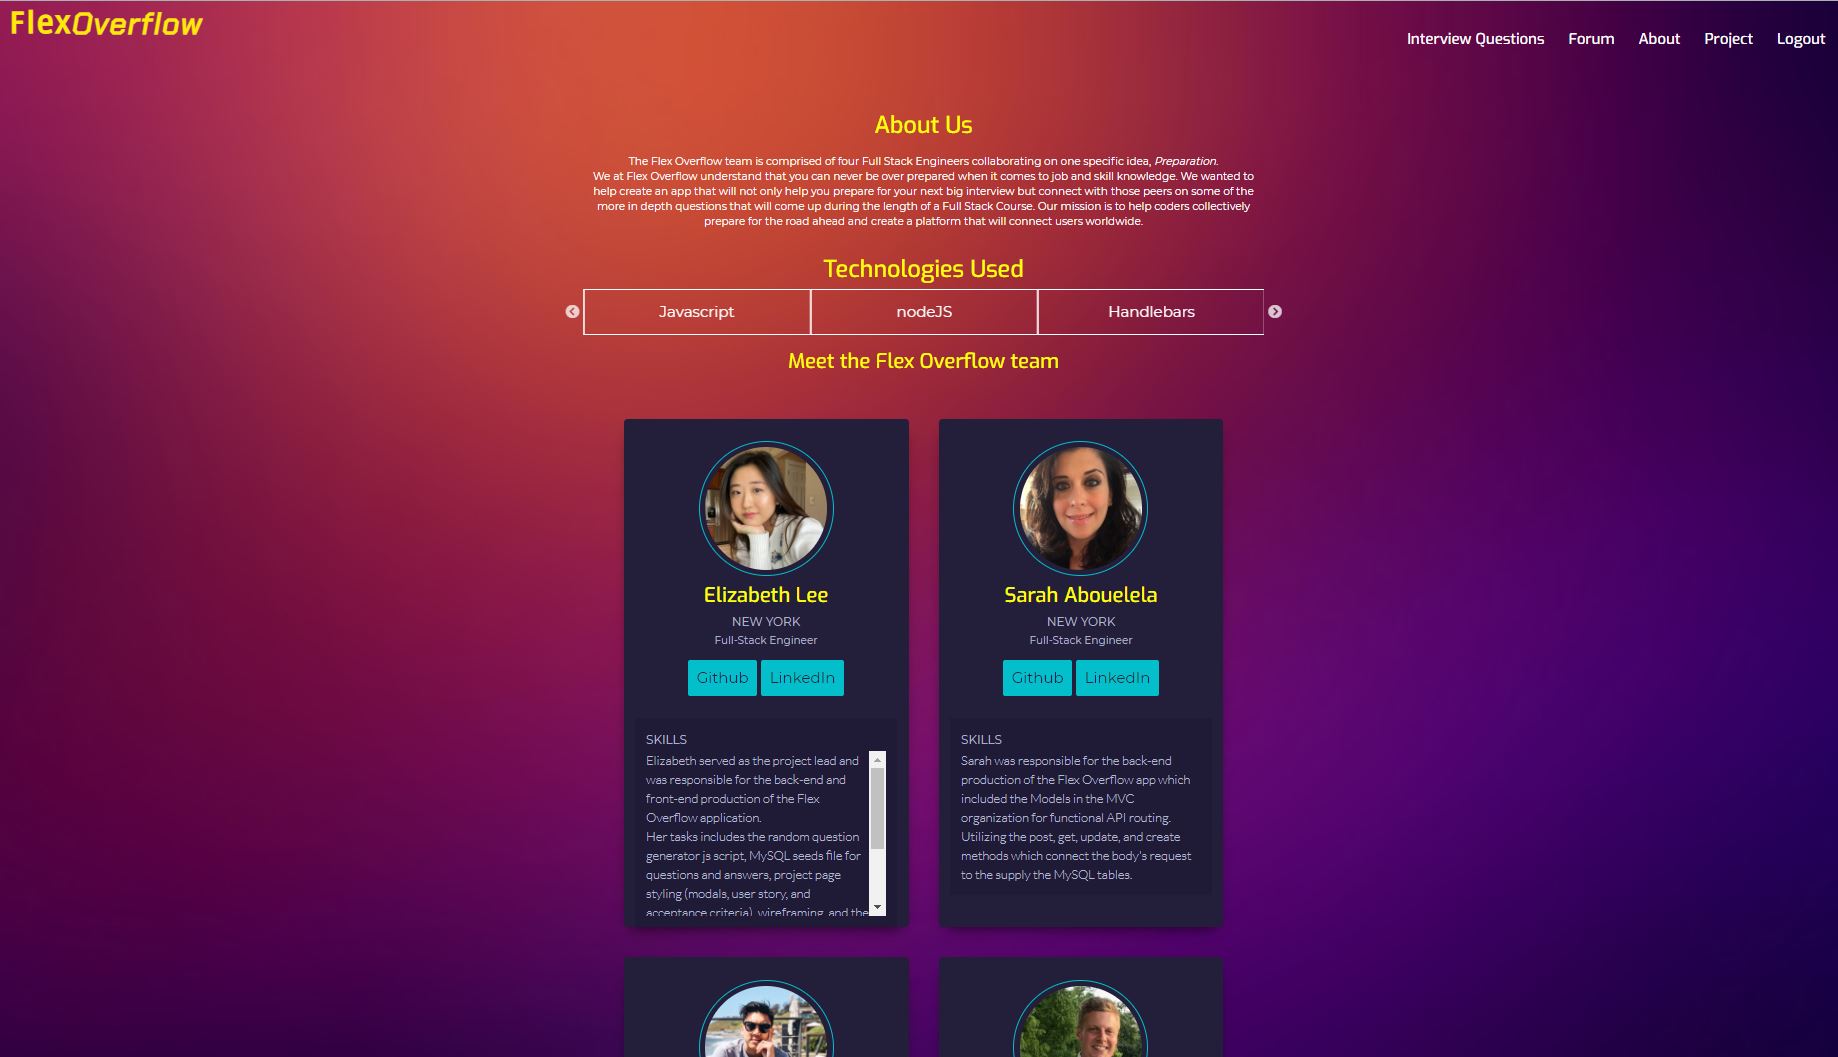 FlexOverflow
Interview Questions Forum About Project Logout
About Us
The Flex Overflow team is comprised of four Full Stack Engineers collaborating on one specific idea, Preparation.
We at Flex Overflow understand that you can never be over prepared when it comes to job and skill knowledge. We wanted to
help create an app that will not only help you prepare for your next big interview but connect with those peers on some of the
more in depth questions that will come up during the length of a Full Stack Course. Our mission is to help coders collectively
prepare for the road ahead and create a platform that will connect users worldwide.
Technologies Used
Javascript nodeJS Handlebars
Meet the Flex Overflow team
Elizabeth Lee
NEW YORK
Full-Stack Engineer
Github LinkedIn
SKILLS
Elizabeth served as the project lead and
was responsible for the back-end and
front-end production of the Flex
Overflow application.
Her tasks includes the random question
generator js script, MySQL seeds file for
questions and answers, project page
styling (modals, user story, and
acceptance criteria), wireframing, and the
Sarah Abouelela
NEW YORK
Full-Stack Engineer
Github LinkedIn
SKILLS
Sarah was responsible for the back-end
production of the Flex Overflow app which
included the Models in the MVC
organization for functional API routing.
Utilizing the post, get, update, and create
methods which connect the body's request
to the supply the MySQL tables.